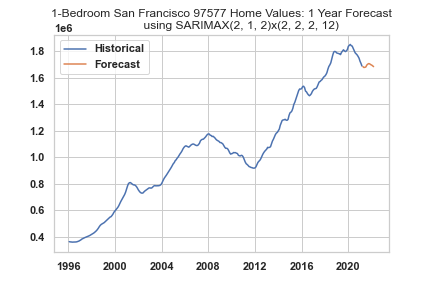 1-Bedroom San Francisco 97577 Home Values: 1 Year Forecast
using SARIMAX(2, 1, 2)x(2, 2, 2, 12)
1e6
Historical
Forecast
1.8
1.6
1.4
1.2
1.0
0.8
0.6
0.4
1996 2000 2004 2008 2012 2016 2020